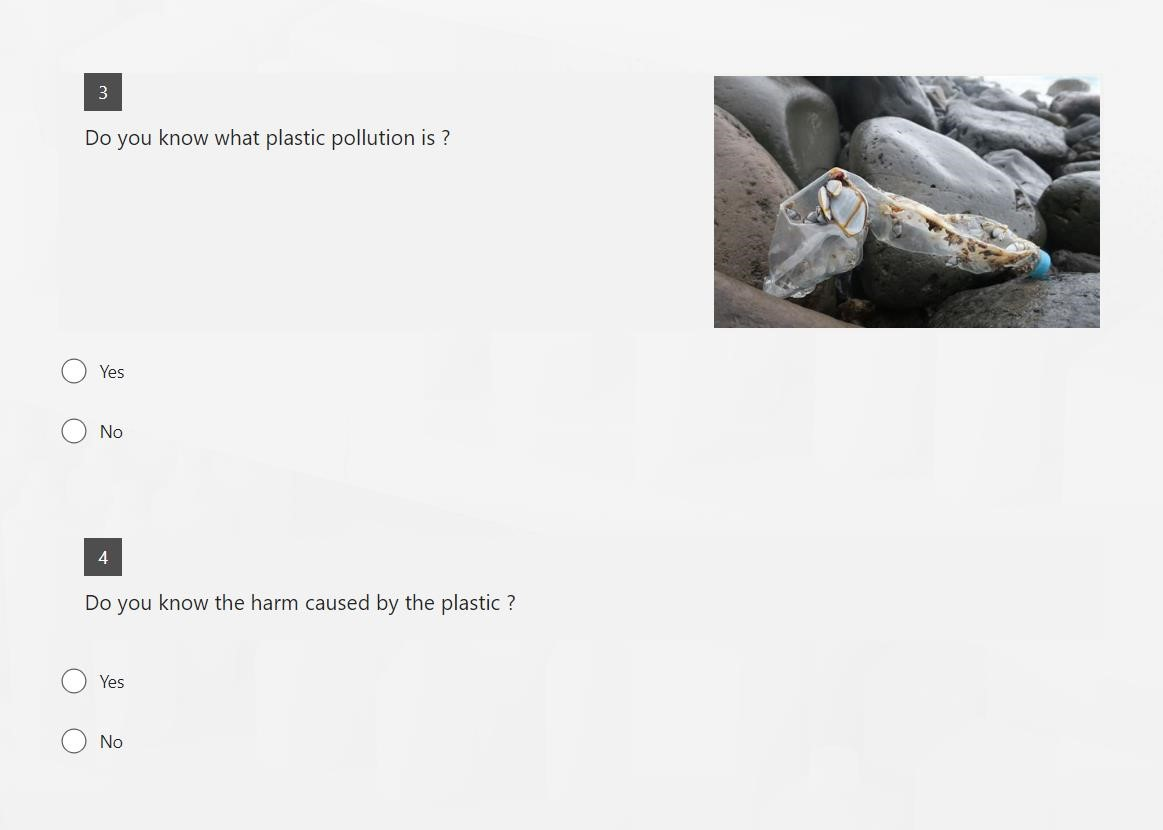 3
Do you know what plastic pollution is ?
Yes
No
4
Do you know the harm caused by the plastic ?
Yes
No